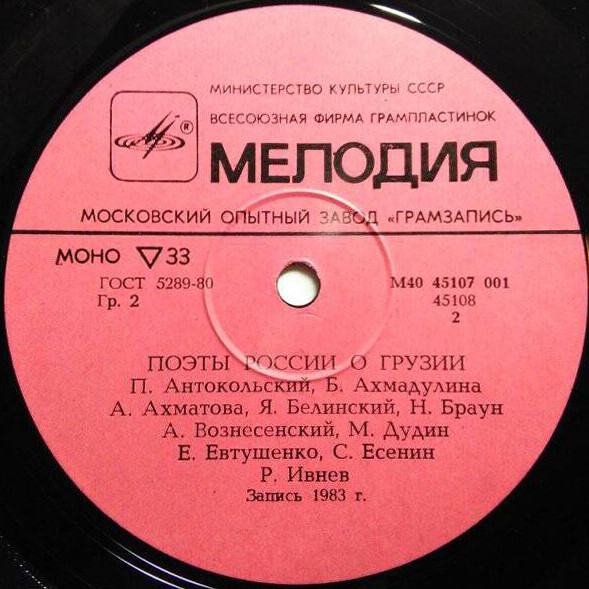 МИНИСТЕРСТВО КУЛЬТУРЫ СССР
ВСЕСОЮЗНАЯ ФИРМА ГРАМПЛАСТИНОК
®
МЕЛОДИЯ
МОСКОВСКИЙ ОПЫТНЫЙ ЗАВОД «ГРАМЗАПИСЬ»
МОНО ▽ 33
ГОСТ 5289-80 М40 45107 001
Гр. 2 45108
2
ПОЭТЫ РОССИИ О ГРУЗИИ
П. Антокольский, Б. Ахмадулина
А. Ахматова, Я. Белинский, Н. Браун
А. Вознесенский, М. Дудин
Е. Евтушенко, С. Есенин
Р. Ивнев
Запись 1983 г.